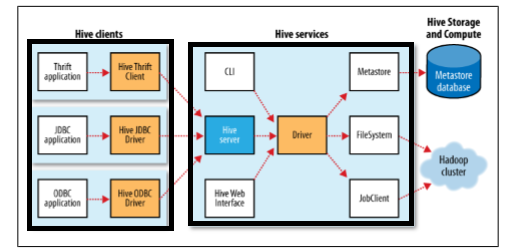 Hive clients
Hive services
Hive Storage
and Compute
Thrift
application
Hive Thrift
Client
CLI
Metastore
Metastore
database
JDBC
application
Hive JDBC
Driver
Hive
server
Driver
FileSystem
Hadoop
cluster
ODBC
application
Hive ODBC
Driver
Hive Web
Interface
JobClient